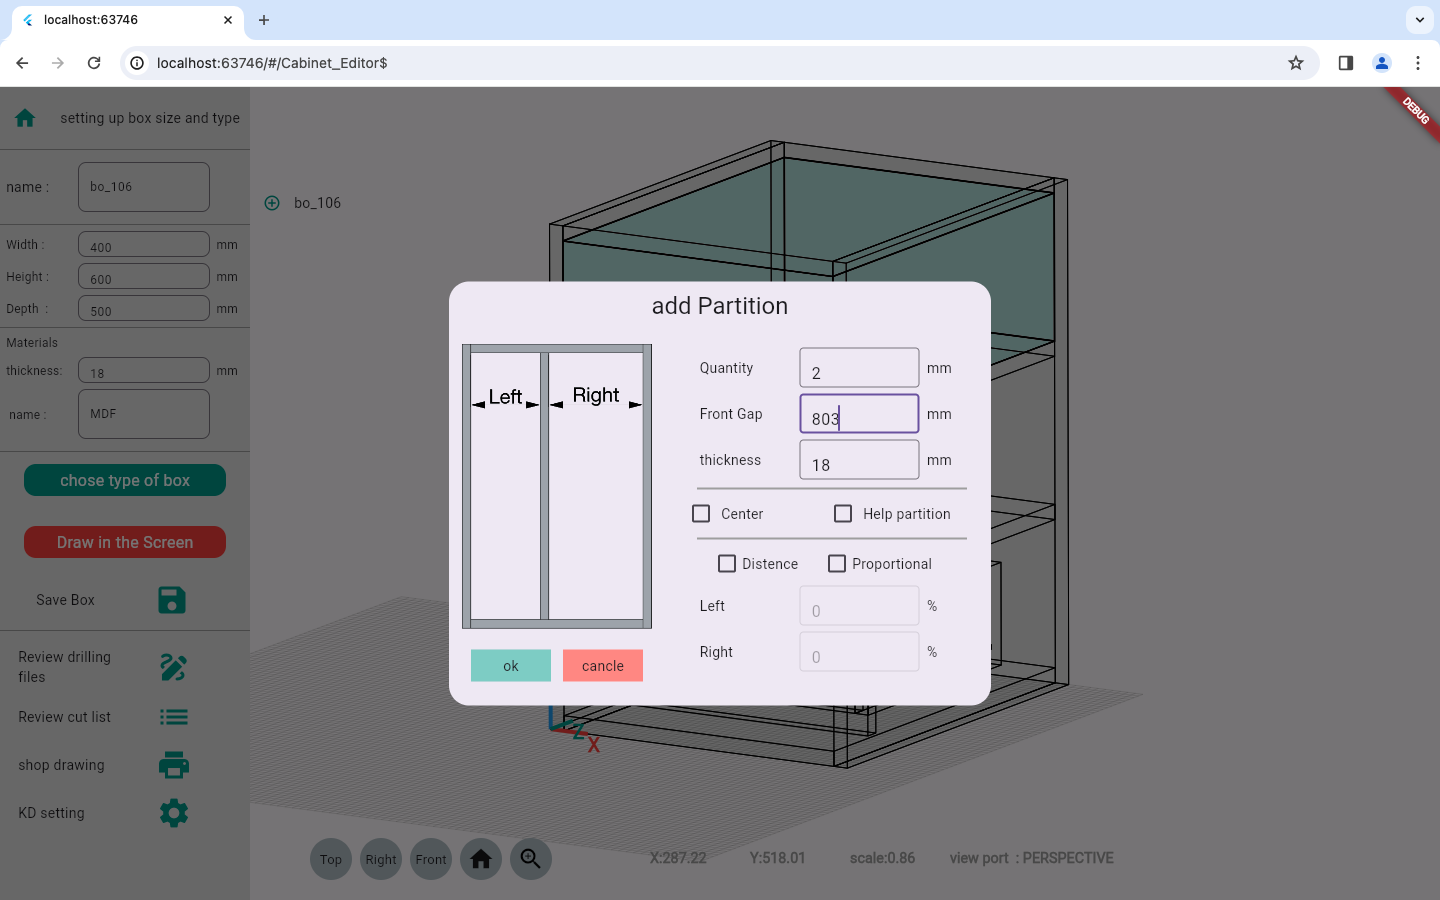 localhost:63746
localhost:63746/#/Cabinet_Editor$
DEBUG
setting up box size and type
name : bo_106
bo_106
Width : 400 mm
Height : 600 mm
Depth : 500 mm
Materials
thickness: 18 mm
name : MDF
chose type of box
Draw in the Screen
Save Box
Review drilling
files
Review cut list
shop drawing
KD setting
add Partition
Left Right
Quantity 2 mm
Front Gap 803 mm
thickness 18 mm
Center Help partition
Distence Proportional
Left 0 %
Right 0 %
ok cancle
Z
X
Top Right Front
X:287.22 Y:518.01 scale:0.86 view port : PERSPECTIVE